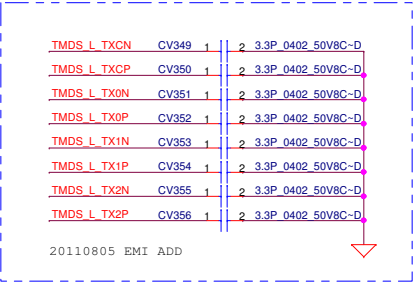 TMDS_L_TXCN CV349 1 2 3.3P_0402_50V8C~D
TMDS_L_TXCP CV350 1 2 3.3P_0402_50V8C~D
TMDS_L_TX0N CV351 1 2 3.3P_0402_50V8C~D
TMDS_L_TX0P CV352 1 2 3.3P_0402_50V8C~D
TMDS_L_TX1N CV353 1 2 3.3P_0402_50V8C~D
TMDS_L_TX1P CV354 1 2 3.3P_0402_50V8C~D
TMDS_L_TX2N CV355 1 2 3.3P_0402_50V8C~D
TMDS_L_TX2P CV356 1 2 3.3P_0402_50V8C~D
20110805 EMI ADD